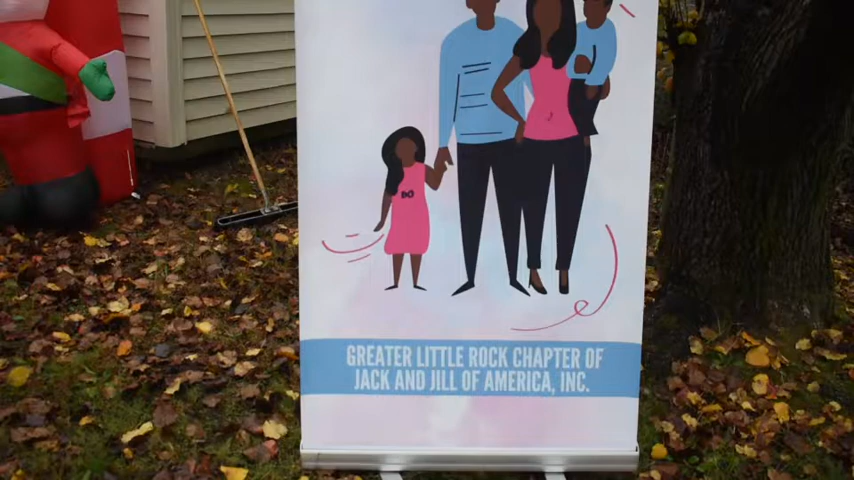 GREATER LITTLE ROCK CHAPTER OF
JACK AND JILL OF AMERICA, INC.